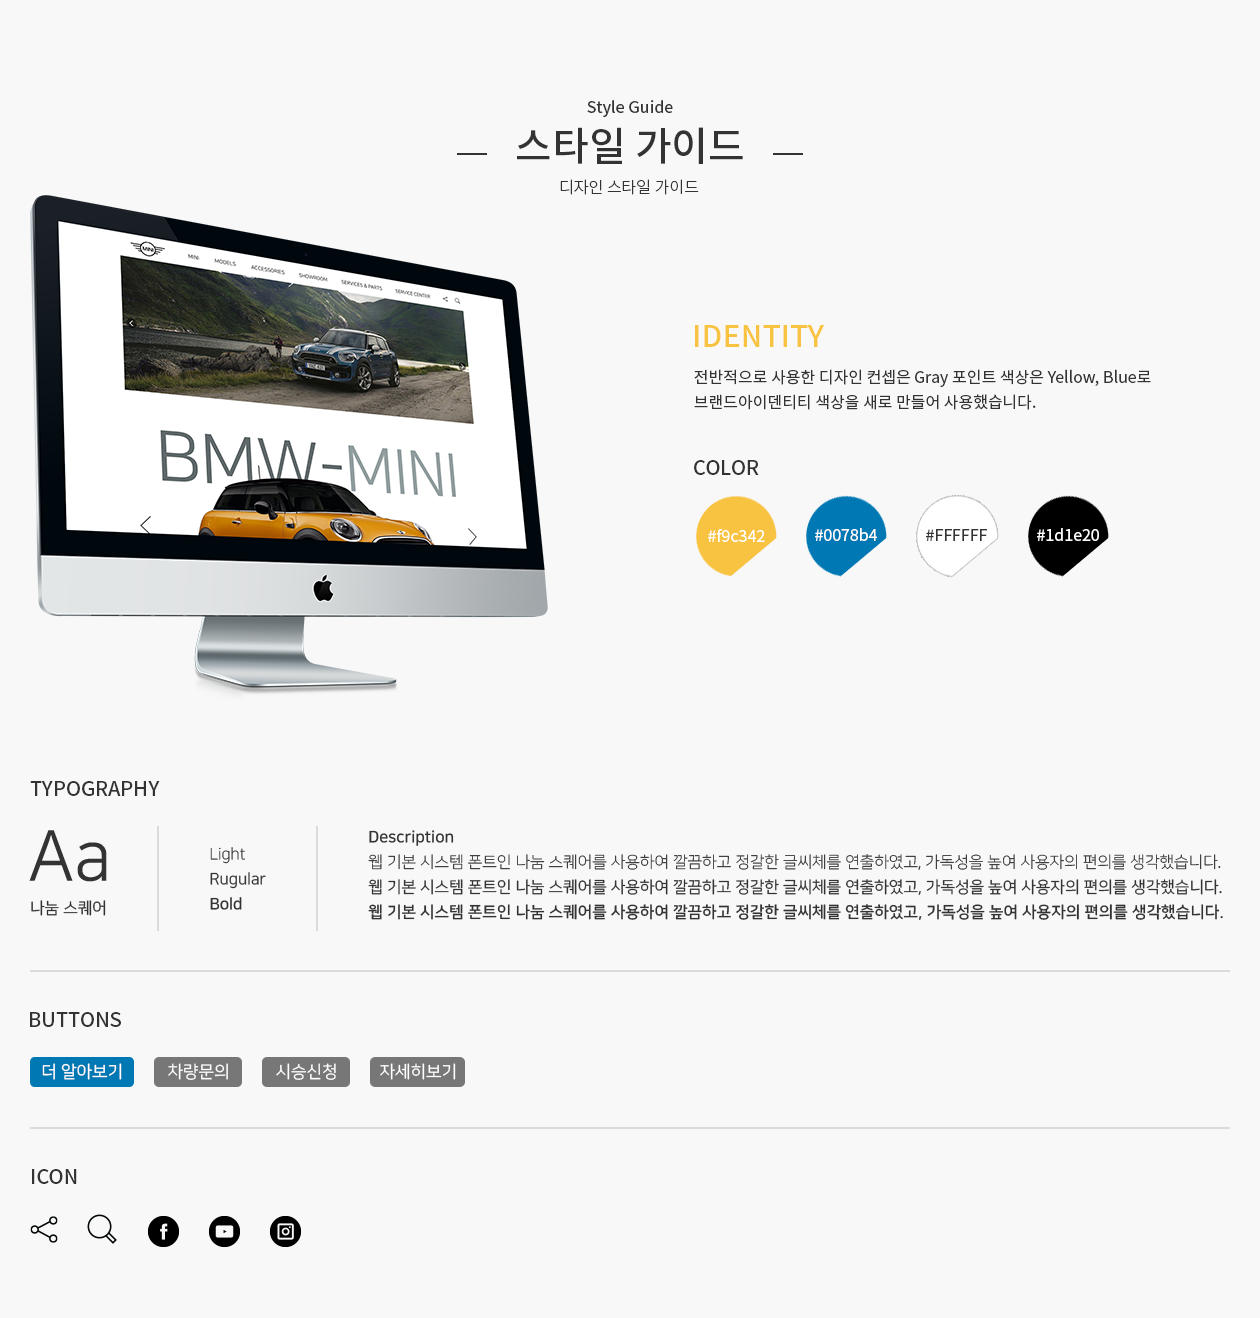 Style Guide
스타일 가이드
디자인 스타일 가이드
MINI
MINI MODELS ACCESSORIES SHOWROOM SERVICES & PARTS SERVICE CENTER
BMW-MINI
IDENTITY
전반적으로 사용한 디자인 컨셉은 Gray 포인트 색상은 Yellow, Blue로
브랜드아이덴티티 색상을 새로 만들어 사용했습니다.
COLOR
#f9c342 #0078b4 #FFFFFF #1d1e20
TYPOGRAPHY
Aa
나눔 스퀘어
Light
Rugular
Bold
Description
웹 기본 시스템 폰트인 나눔 스퀘어를 사용하여 깔끔하고 정갈한 글씨체를 연출하였고, 가독성을 높여 사용자의 편의를 생각했습니다.
웹 기본 시스템 폰트인 나눔 스퀘어를 사용하여 깔끔하고 정갈한 글씨체를 연출하였고, 가독성을 높여 사용자의 편의를 생각했습니다.
웹 기본 시스템 폰트인 나눔 스퀘어를 사용하여 깔끔하고 정갈한 글씨체를 연출하였고, 가독성을 높여 사용자의 편의를 생각했습니다.
BUTTONS
더 알아보기 차량문의 시승신청 자세히보기
ICON